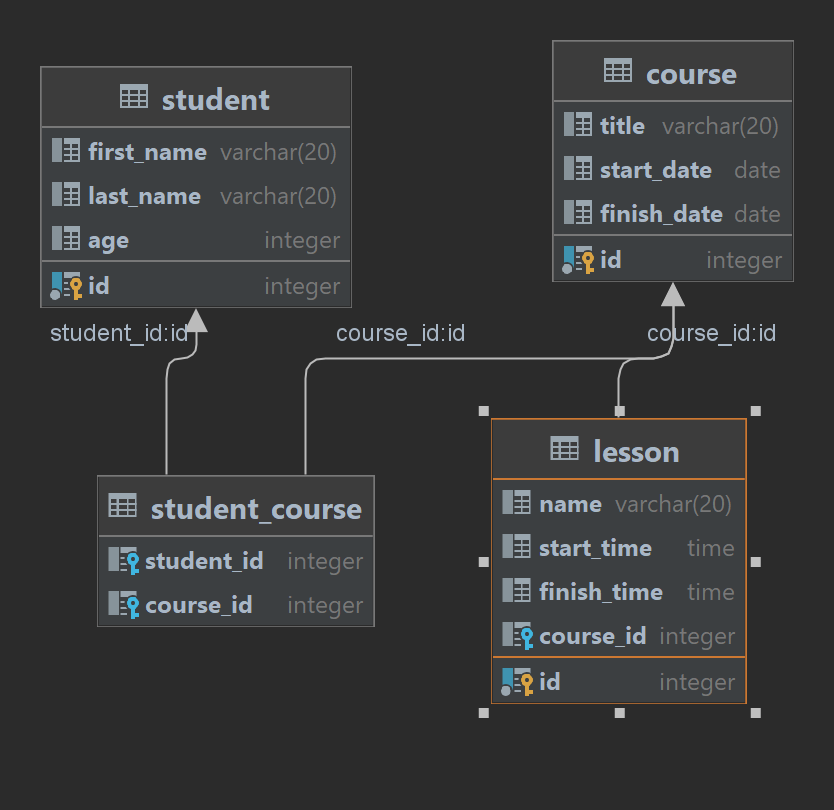 student
first_name varchar(20)
last_name varchar(20)
age integer
id integer
course
title varchar(20)
start_date date
finish_date date
id integer
student_id:id
course_id:id
course_id:id
student_course
student_id integer
course_id integer
lesson
name varchar(20)
start_time time
finish_time time
course_id integer
id integer